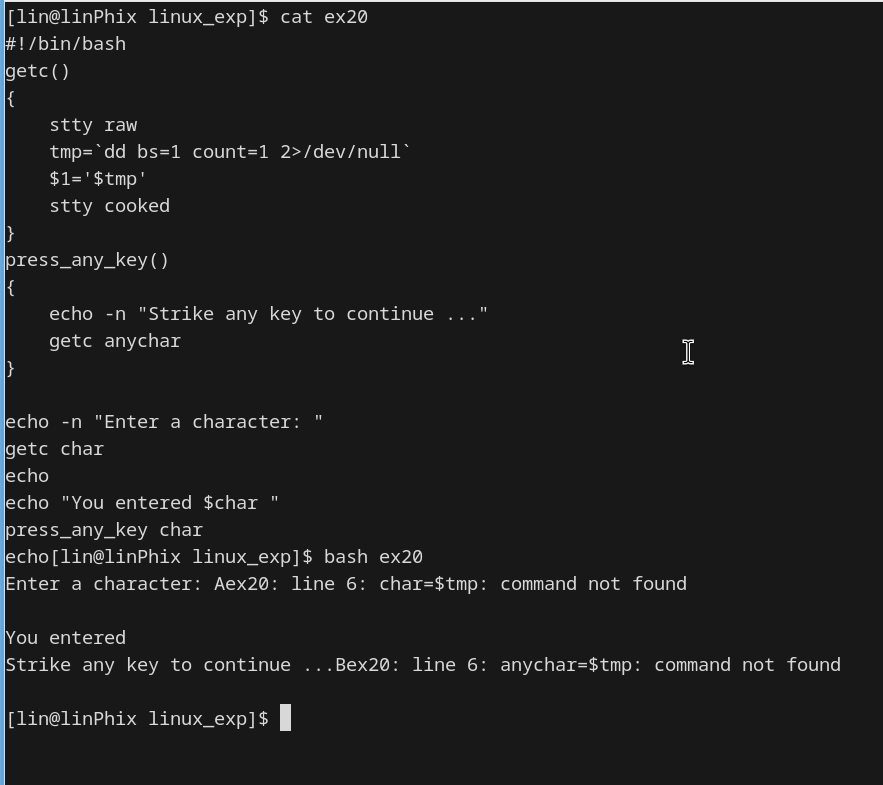 [lin@linPhix linux_exp]$ cat ex20
#!/bin/bash
getc()
{
    stty raw
    tmp=`dd bs=1 count=1 2>/dev/null`
    $1='$tmp'
    stty cooked
}
press_any_key()
{
    echo -n "Strike any key to continue ..."
    getc anychar
}

echo -n "Enter a character: "
getc char
echo
echo "You entered $char "
press_any_key char
echo[lin@linPhix linux_exp]$ bash ex20
Enter a character: Aex20: line 6: char=$tmp: command not found

You entered
Strike any key to continue ...Bex20: line 6: anychar=$tmp: command not found

[lin@linPhix linux_exp]$